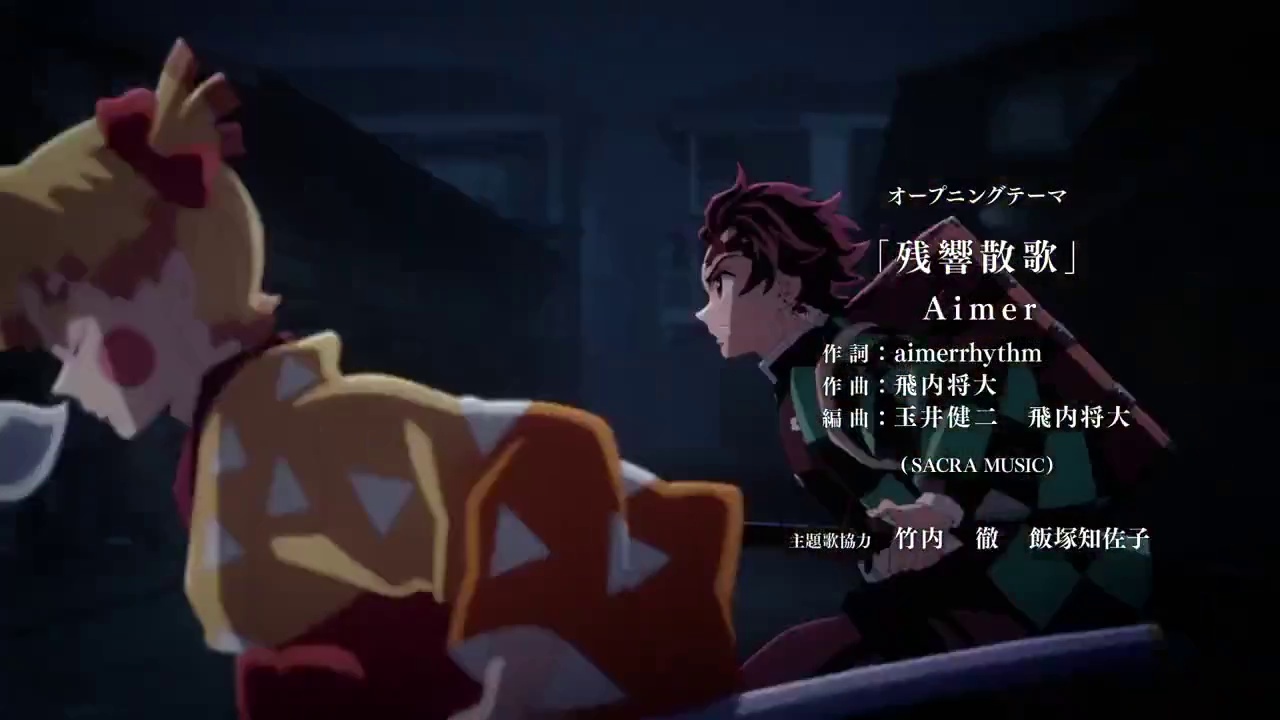 オープニングテーマ
「残響散歌」
Aimer
作詞：aimerrhythm
作曲：飛内将大
編曲：玉井健二　飛内将大
（SACRA MUSIC）
主題歌協力　竹内　徹　飯塚知佐子